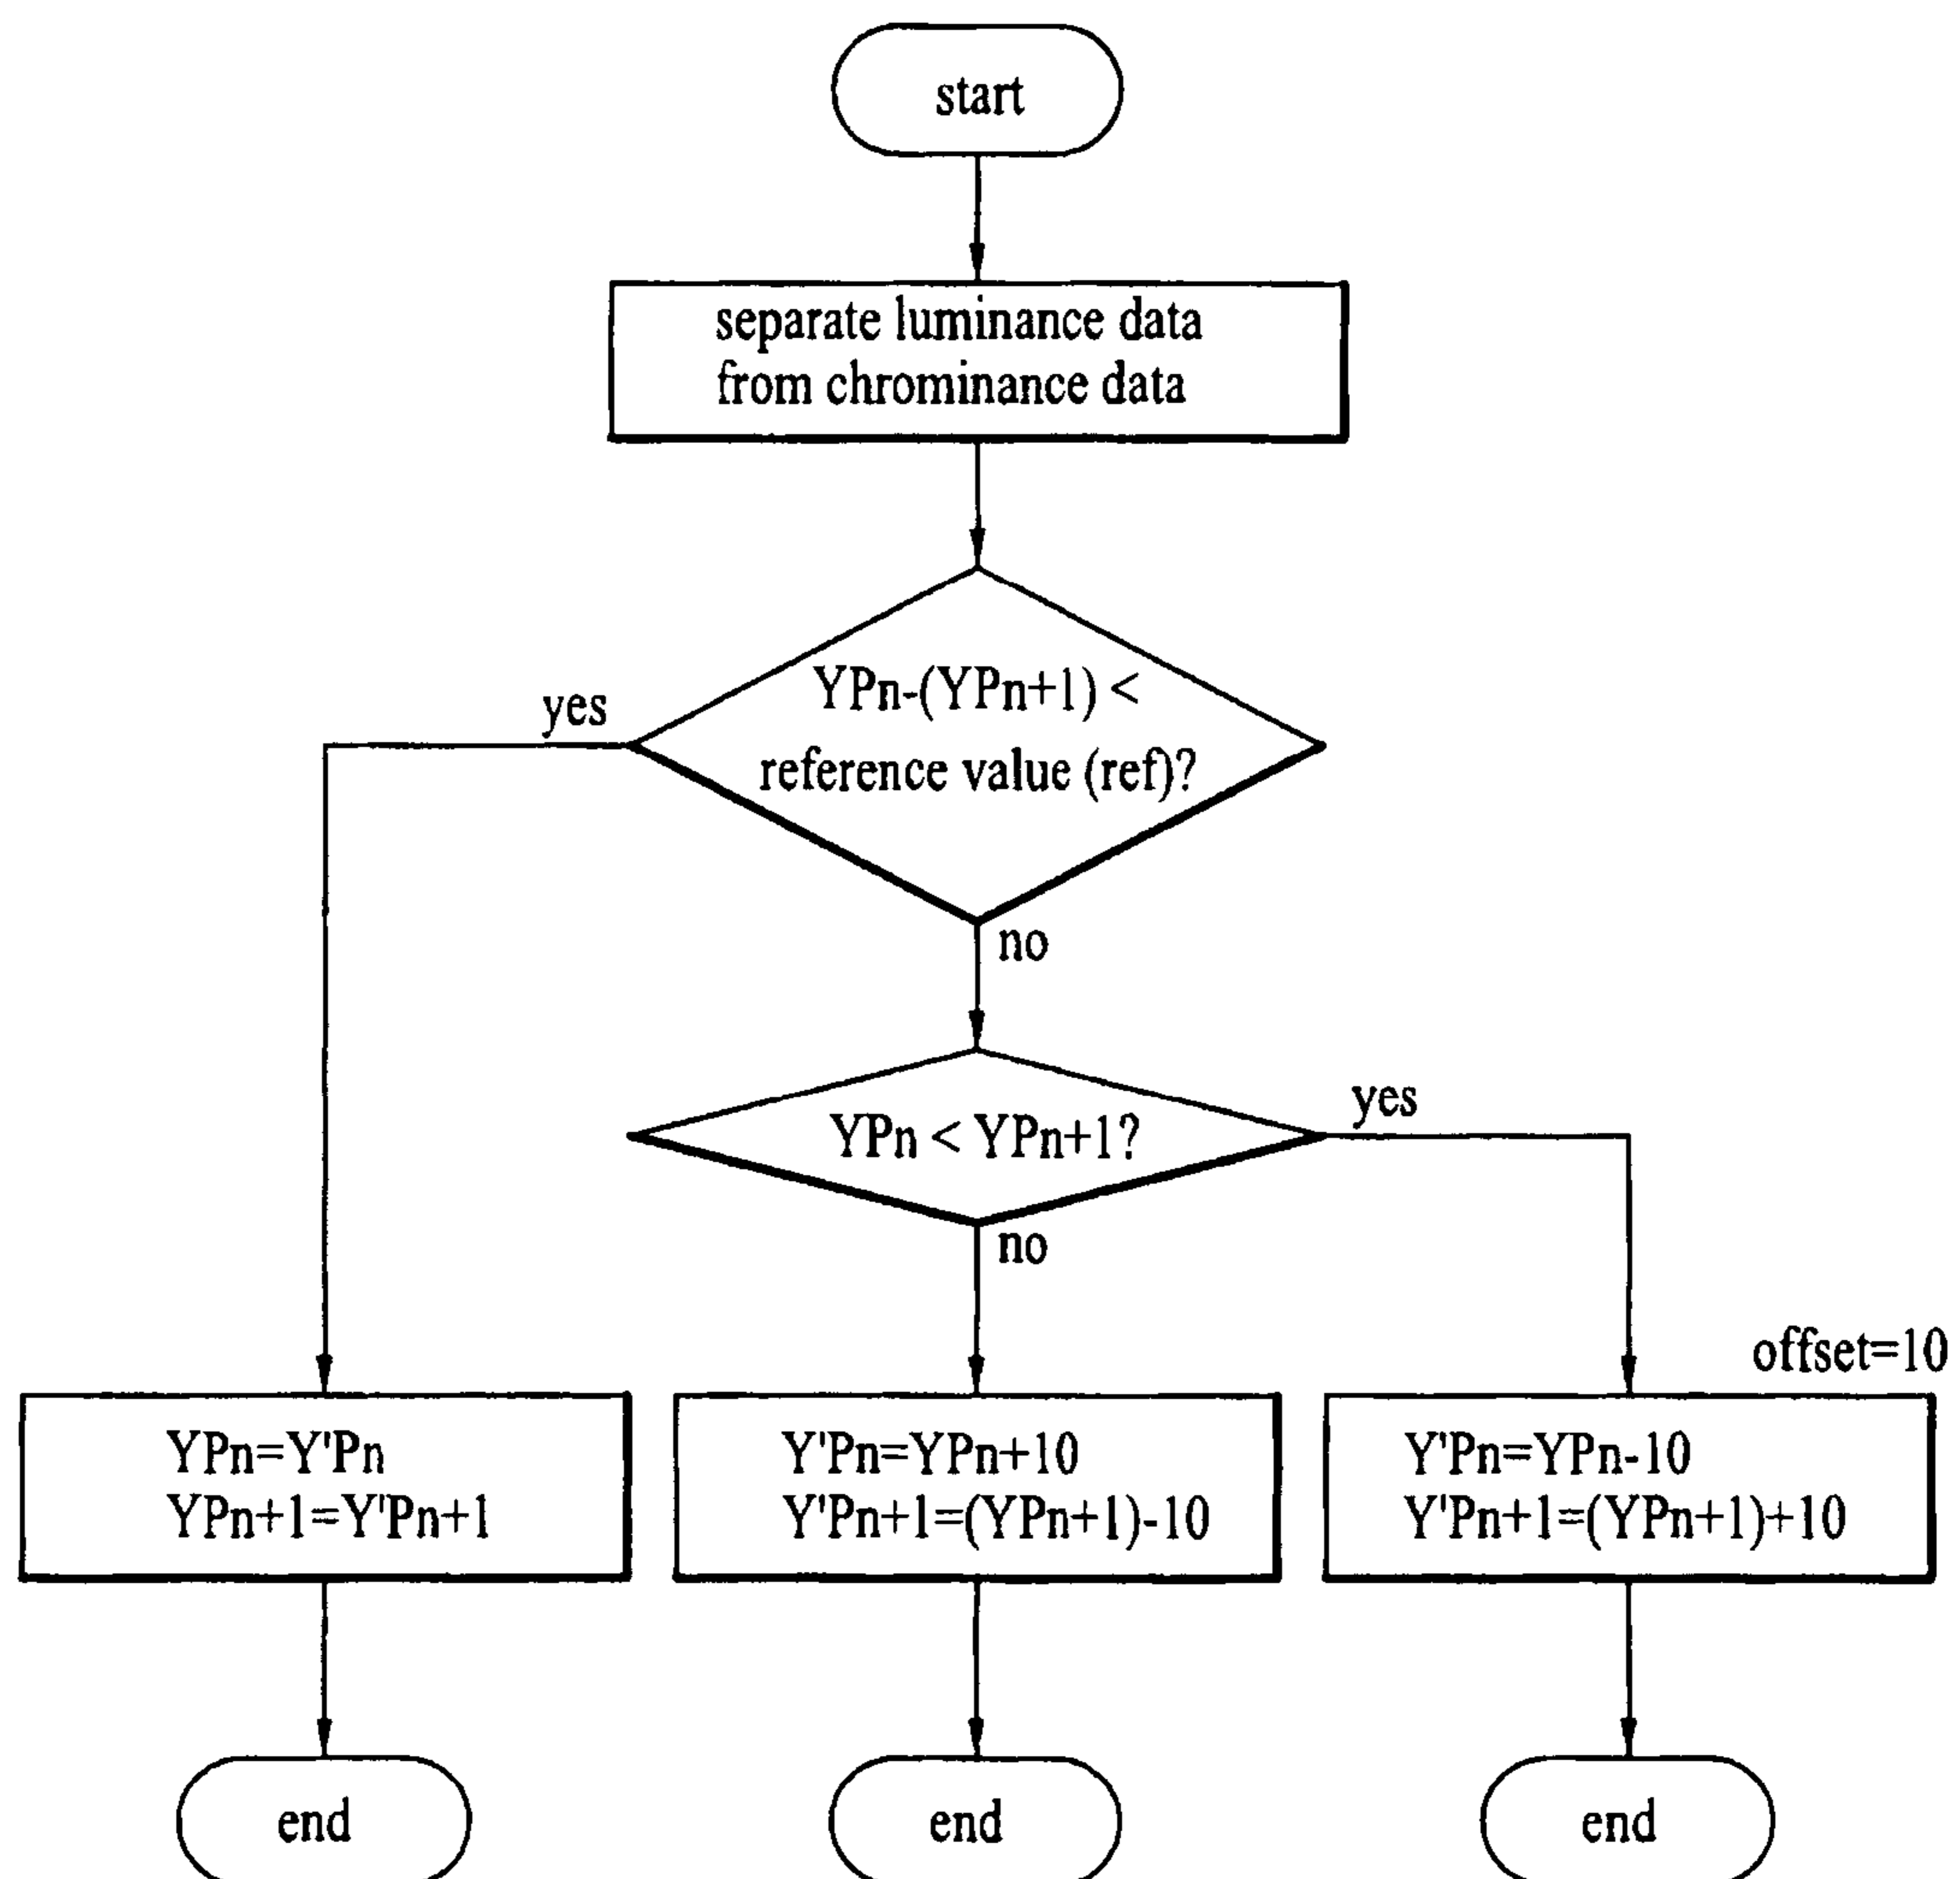 start
separate luminance data
from chrominance data
YPn-(YPn+1) <
reference value (ref)?
yes
no
YPn < YPn+1?
yes
no
offset=10
YPn=Y'Pn
YPn+1=Y'Pn+1
Y'Pn=YPn+10
Y'Pn+1=(YPn+1)-10
Y'Pn=YPn-10
Y'Pn+1=(YPn+1)+10
end
end
end